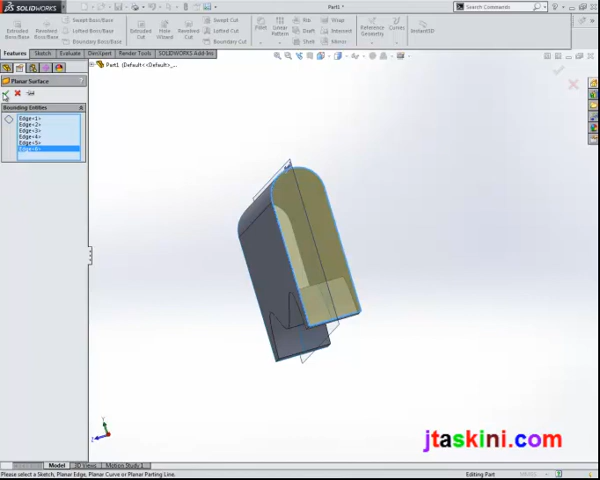 SOLIDWORKS
Part1 *
Search Commands
Extruded Boss/Base
Revolved Boss/Base
Swept Boss/Base
Lofted Boss/Base
Boundary Boss/Base
Extruded Cut
Hole Wizard
Revolved Cut
Swept Cut
Lofted Cut
Boundary Cut
Fillet
Linear Pattern
Rib
Draft
Shell
Wrap
Intersect
Mirror
Reference Geometry
Curves
Instant3D
Features
Sketch
Evaluate
DimXpert
Render Tools
SOLIDWORKS Add-Ins
Part1 (Default<<Default>_...
Planar Surface
?
Bounding Entities
Edge<1>
Edge<2>
Edge<3>
Edge<4>
Edge<5>
Edge<6>
Y
Z
jtaskini.com
Model
3D Views
Motion Study 1
Please select a Sketch, Planar Edge, Planar Curve or Planar Parting Line.
Editing Part
MMGS